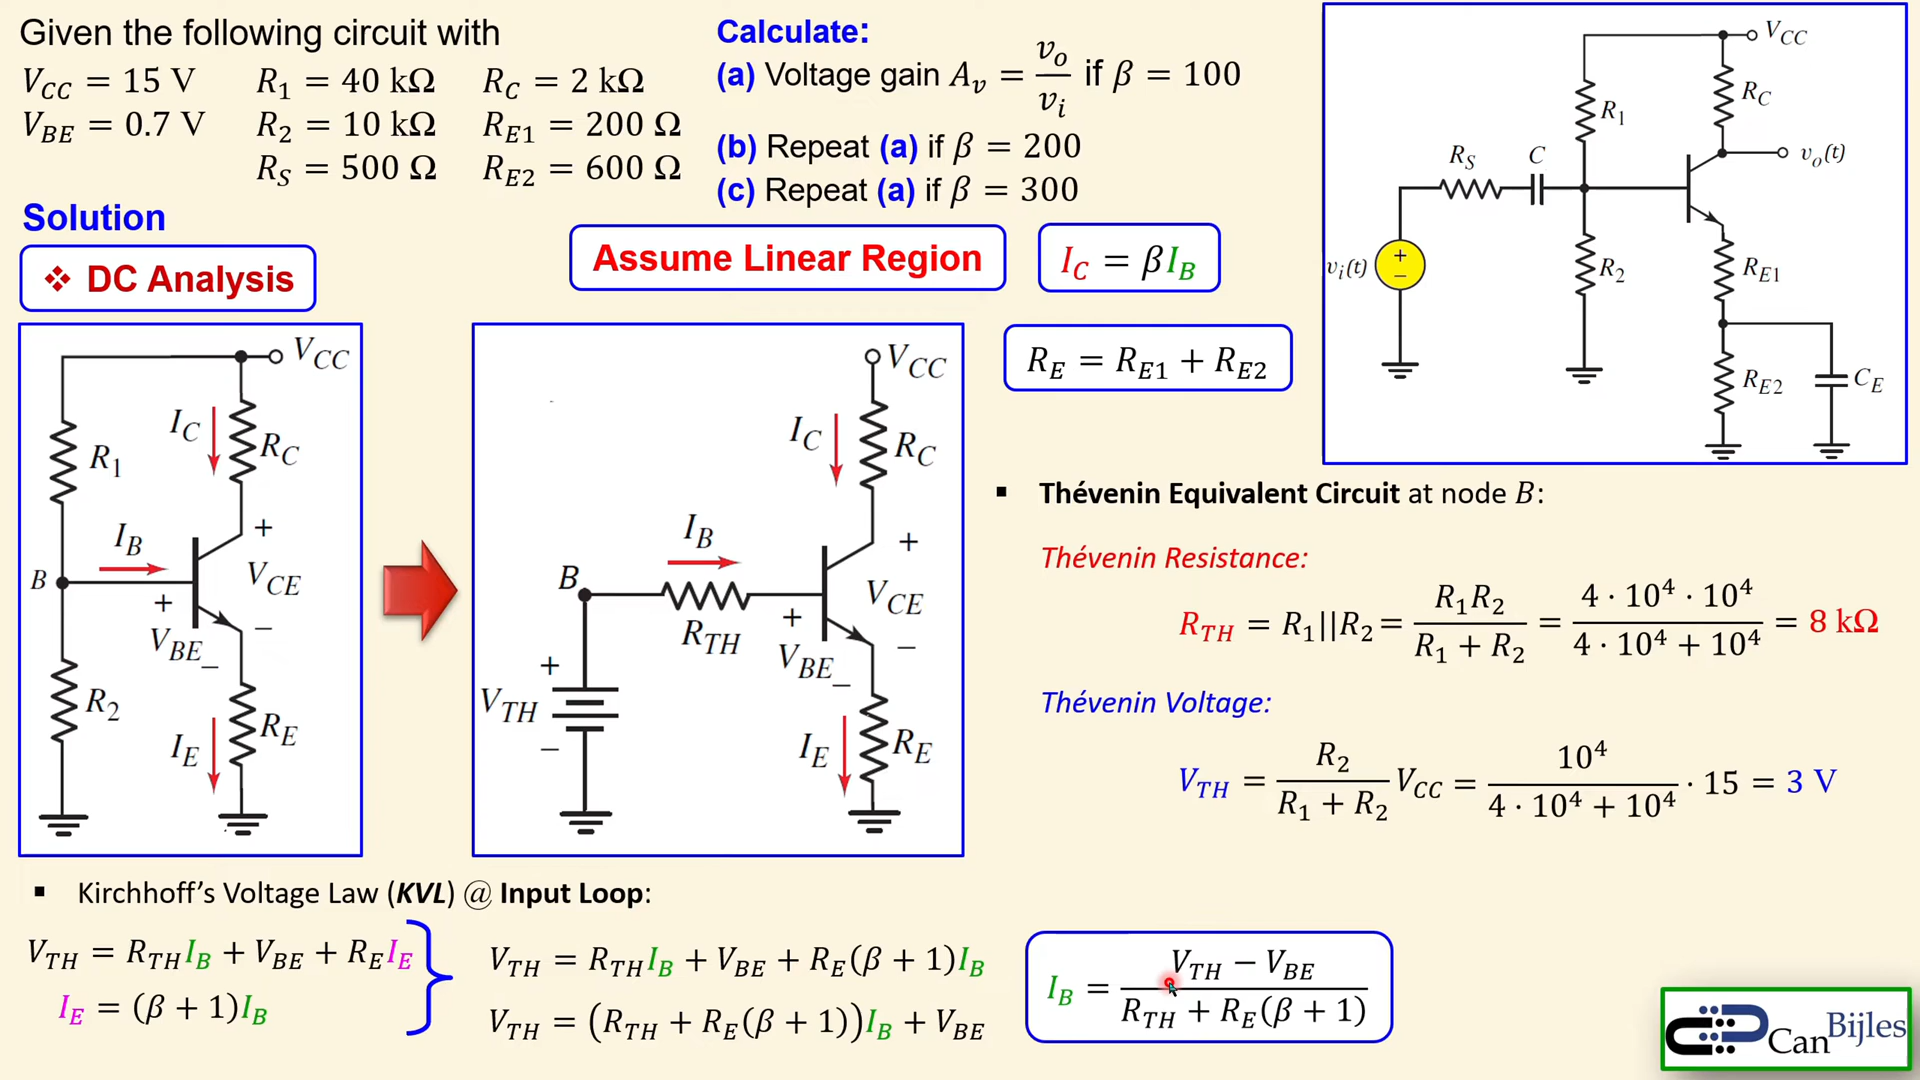 Given the following circuit with
V_CC = 15 V R_1 = 40 kΩ R_C = 2 kΩ
V_BE = 0.7 V R_2 = 10 kΩ R_E1 = 200 Ω
R_S = 500 Ω R_E2 = 600 Ω
Calculate:
(a) Voltage gain A_v = v_o/v_i if β = 100
(b) Repeat (a) if β = 200
(c) Repeat (a) if β = 300
V_CC
R_C
R_1
R_S
C
v_o(t)
v_i(t)
+
−
R_2
R_E1
R_E2
C_E
Solution
❖ DC Analysis
Assume Linear Region
I_C = βI_B
R_E = R_E1 + R_E2
V_CC
I_C
R_C
R_1
I_B
+
B
V_CE
+
V_BE
−
−
R_2
I_E
R_E
V_CC
I_C
R_C
I_B
+
B
V_CE
R_TH
+
V_BE
−
−
+
V_TH
−
I_E
R_E
▪ Thévenin Equivalent Circuit at node B:
Thévenin Resistance:
R_TH = R_1||R_2 = R_1R_2/(R_1 + R_2) = (4 · 10^4 · 10^4)/(4 · 10^4 + 10^4) = 8 kΩ
Thévenin Voltage:
V_TH = R_2/(R_1 + R_2) V_CC = 10^4/(4 · 10^4 + 10^4) · 15 = 3 V
▪ Kirchhoff's Voltage Law (KVL) @ Input Loop:
V_TH = R_TH I_B + V_BE + R_E I_E
I_E = (β + 1)I_B
V_TH = R_TH I_B + V_BE + R_E(β + 1)I_B
V_TH = (R_TH + R_E(β + 1))I_B + V_BE
I_B = (V_TH − V_BE)/(R_TH + R_E(β + 1))
CanBijles